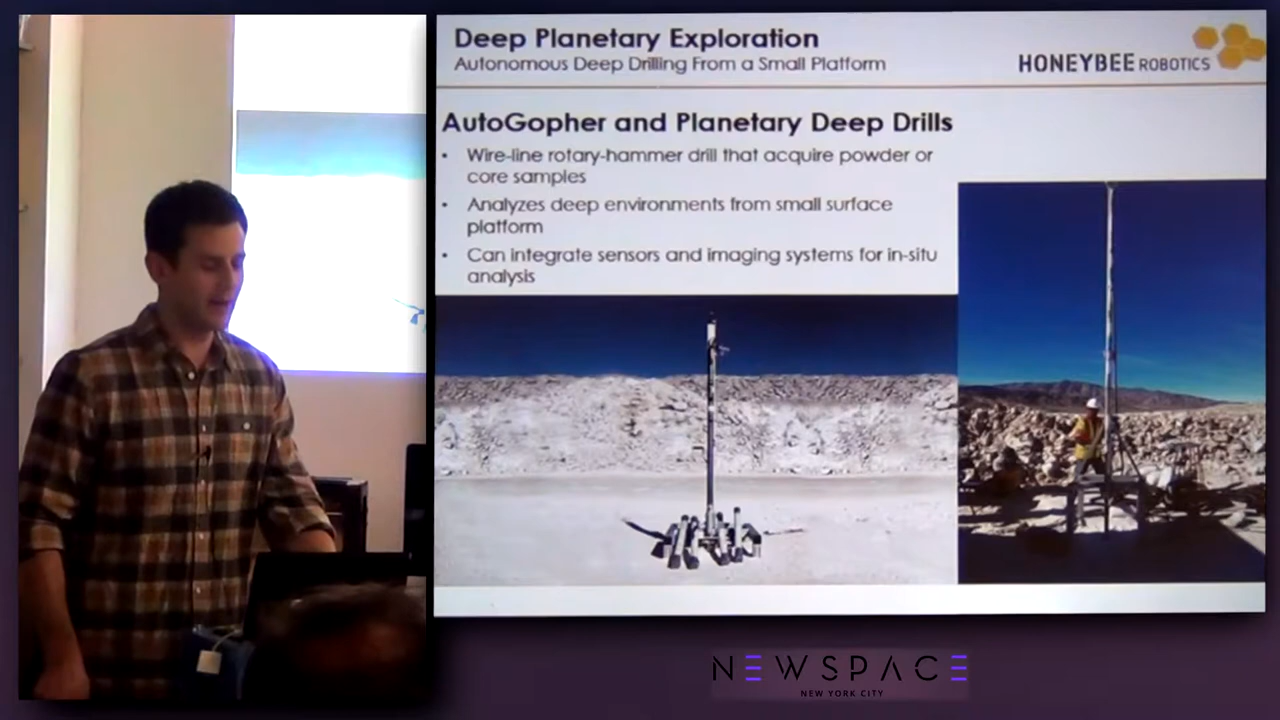 Deep Planetary Exploration
Autonomous Deep Drilling From a Small Platform
HONEYBEE ROBOTICS
AutoGopher and Planetary Deep Drills
• Wire-line rotary-hammer drill that acquire powder or
core samples
• Analyzes deep environments from small surface
platform
• Can integrate sensors and imaging systems for in-situ
analysis
NEWSPACE
NEW YORK CITY